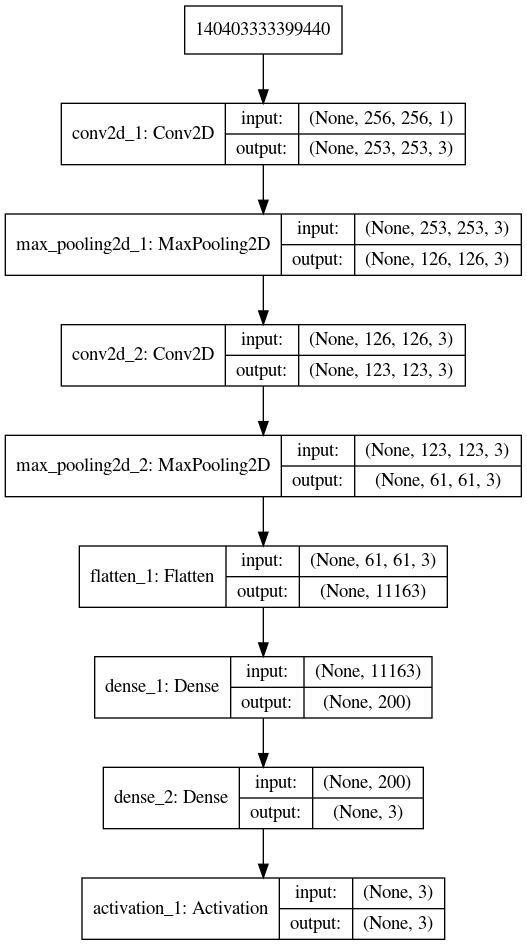 140403333399440
conv2d_1: Conv2D
input: (None, 256, 256, 1)
output: (None, 253, 253, 3)
max_pooling2d_1: MaxPooling2D
input: (None, 253, 253, 3)
output: (None, 126, 126, 3)
conv2d_2: Conv2D
input: (None, 126, 126, 3)
output: (None, 123, 123, 3)
max_pooling2d_2: MaxPooling2D
input: (None, 123, 123, 3)
output: (None, 61, 61, 3)
flatten_1: Flatten
input: (None, 61, 61, 3)
output: (None, 11163)
dense_1: Dense
input: (None, 11163)
output: (None, 200)
dense_2: Dense
input: (None, 200)
output: (None, 3)
activation_1: Activation
input: (None, 3)
output: (None, 3)